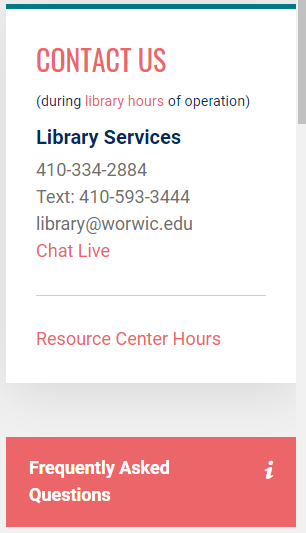 CONTACT US
(during library hours of operation)
Library Services
410-334-2884
Text: 410-593-3444
library@worwic.edu
Chat Live
Resource Center Hours
Frequently Asked
Questions
i